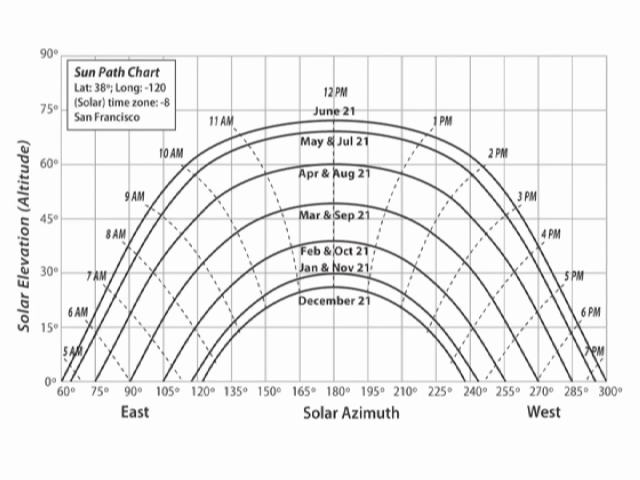 90°
Sun Path Chart
Lat: 38°; Long: -120
(Solar) time zone: -8
San Francisco
12 PM
75°
June 21
11 AM
1 PM
May & Jul 21
10 AM
2 PM
60°
Apr & Aug 21
9 AM
3 PM
45°
Mar & Sep 21
8 AM
4 PM
Feb & Oct 21
30°
Jan & Nov 21
7 AM
5 PM
December 21
6 AM
6 PM
15°
5 AM
7 PM
0°
Solar Elevation (Altitude)
60° 75° 90° 105° 120° 135° 150° 165° 180° 195° 210° 225° 240° 255° 270° 285° 300°
East Solar Azimuth West